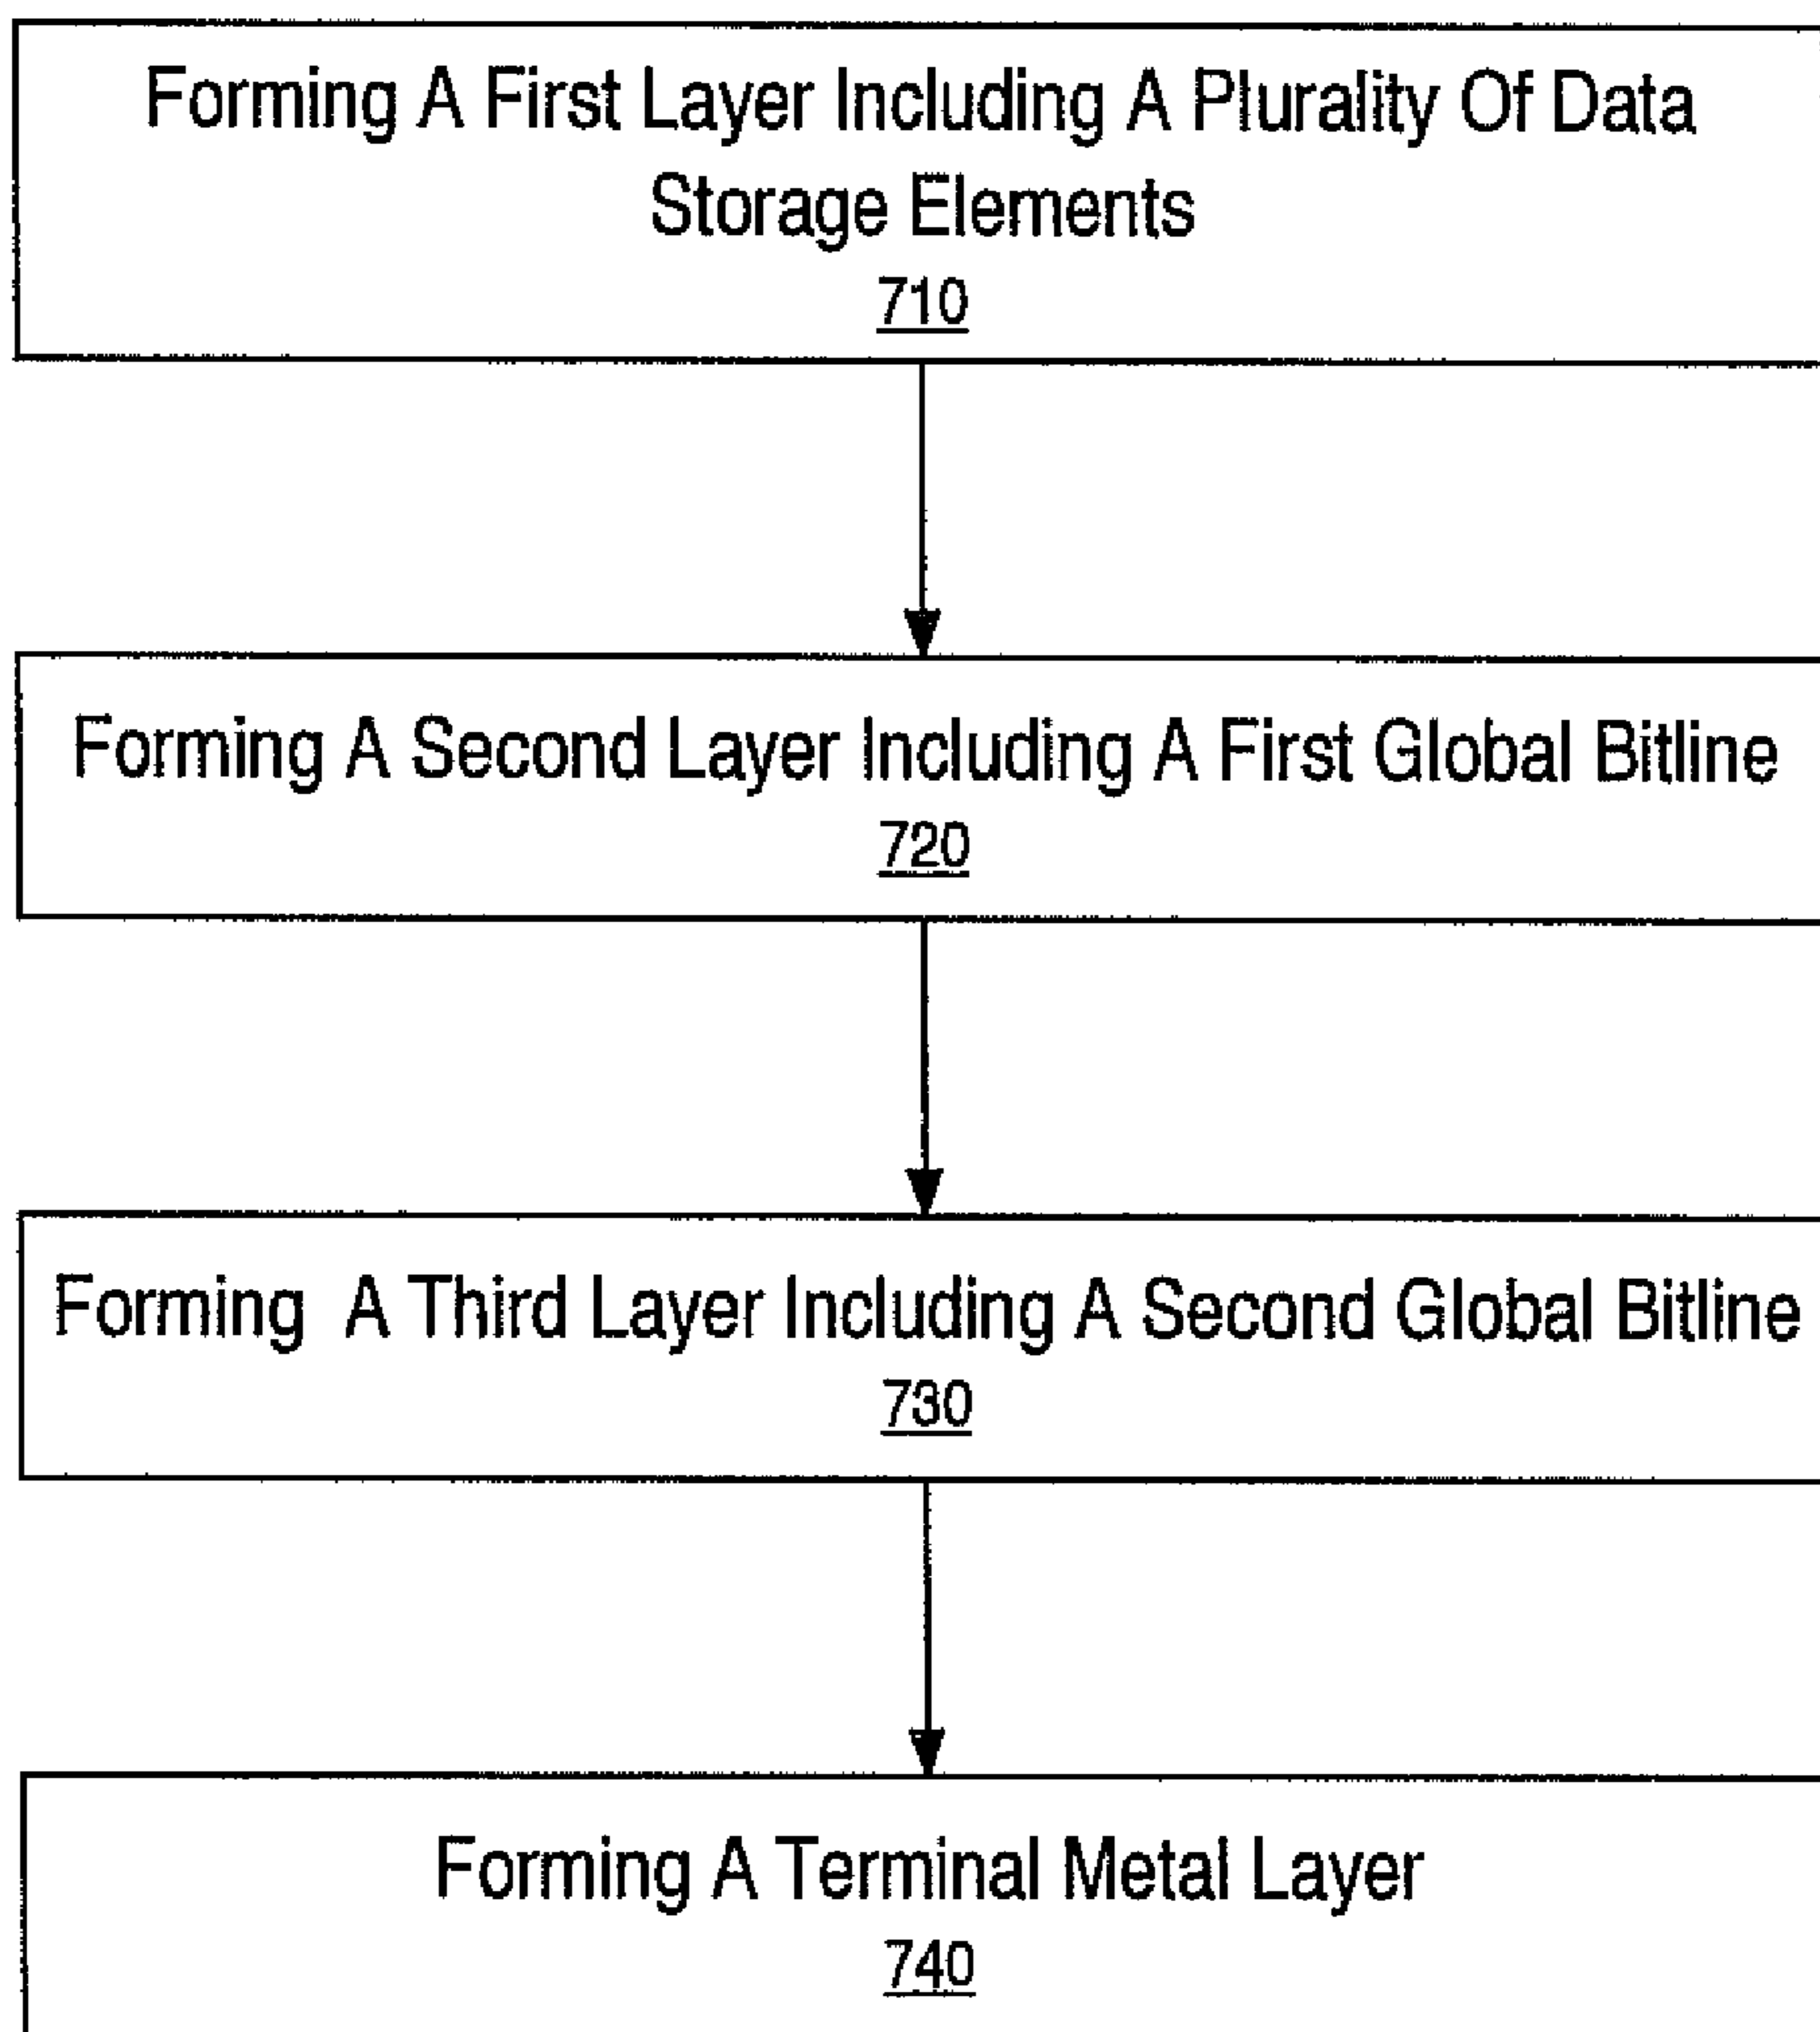 Forming A First Layer Including A Plurality Of Data
Storage Elements
710
Forming A Second Layer Including A First Global Bitline
720
Forming A Third Layer Including A Second Global Bitline
730
Forming A Terminal Metal Layer
740